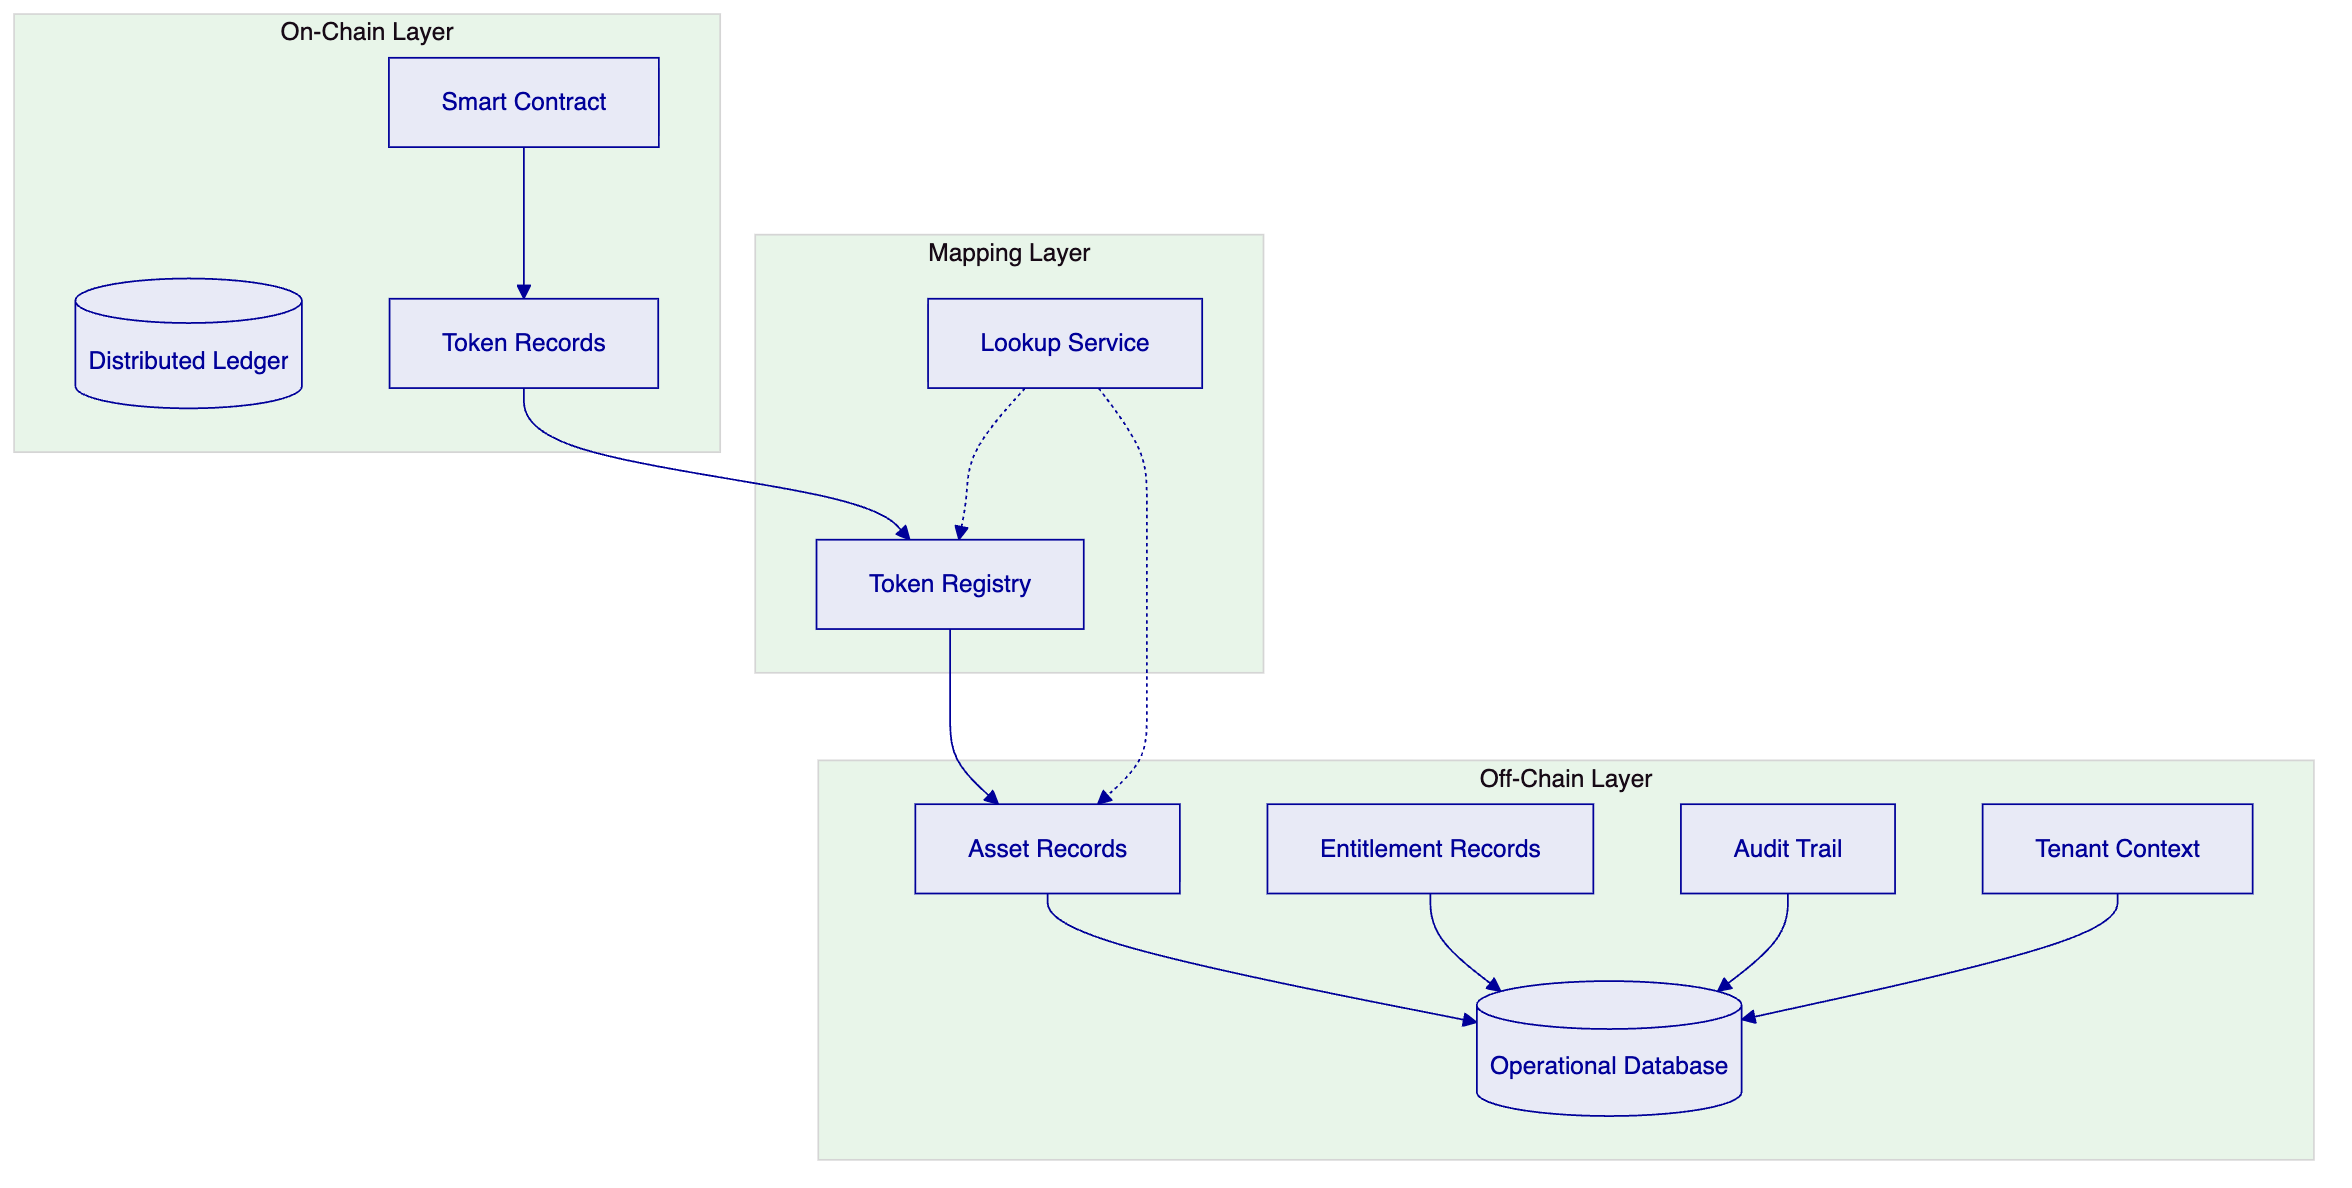 On-Chain Layer
Smart Contract
Distributed Ledger
Token Records
Mapping Layer
Lookup Service
Token Registry
Off-Chain Layer
Asset Records
Entitlement Records
Audit Trail
Tenant Context
Operational Database